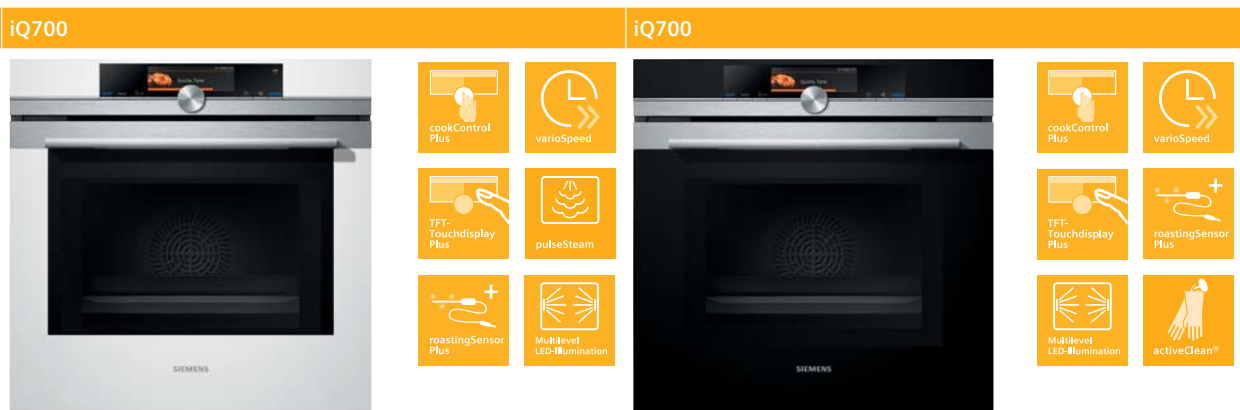 iQ700
cookControl
Plus
varioSpeed
TFT-
Touchdisplay
Plus
pulseSteam
roastingSensor
Plus
Multilevel
LED-Illumination
SIEMENS
iQ700
cookControl
Plus
varioSpeed
TFT-
Touchdisplay
Plus
roastingSensor
Plus
Multilevel
LED-Illumination
activeClean®
SIEMENS